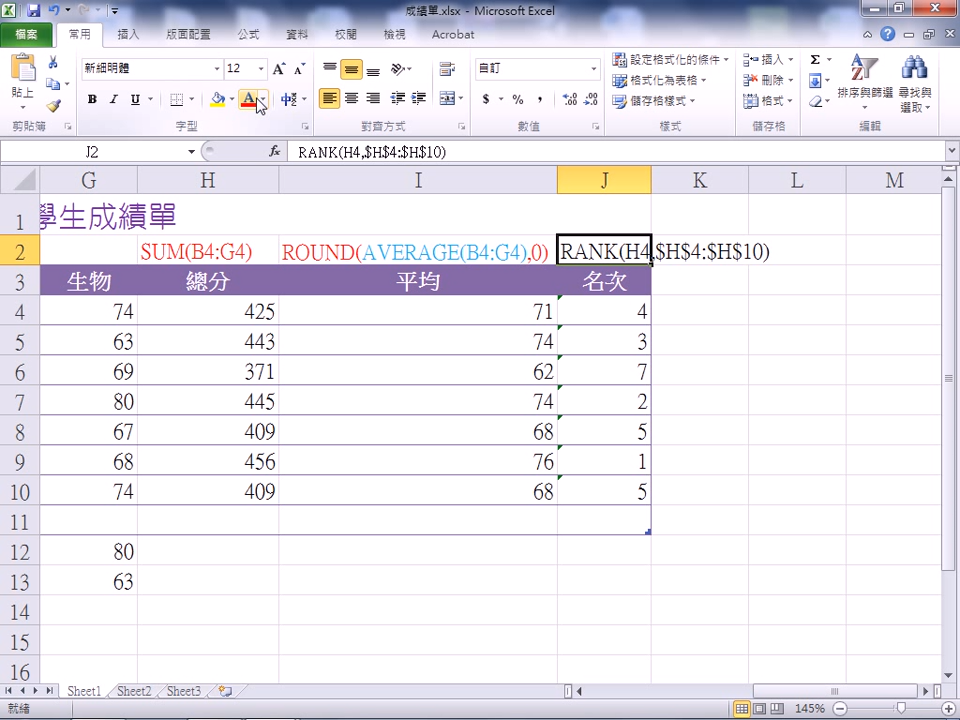 成績單.xlsx - Microsoft Excel
檔案 常用 插入 版面配置 公式 資料 校閱 檢視 Acrobat
貼上 新細明體 12 A A 自訂 設定格式化的條件 插入 Σ 排序與篩選 尋找與選取
B I U A 中 $ % , .0 .00 .00 .0 格式化為表格 刪除
儲存格樣式 格式
剪貼簿 字型 對齊方式 數值 樣式 儲存格 編輯
J2 fx RANK(H4,$H$4:$H$10)
G H I J K L M
1 學生成績單
2 SUM(B4:G4) ROUND(AVERAGE(B4:G4),0) RANK(H4,$H$4:$H$10)
3 生物 總分 平均 名次
4 74 425 71 4
5 63 443 74 3
6 69 371 62 7
7 80 445 74 2
8 67 409 68 5
9 68 456 76 1
10 74 409 68 5
11
12 80
13 63
14
15
16
Sheet1 Sheet2 Sheet3
就緒 145%